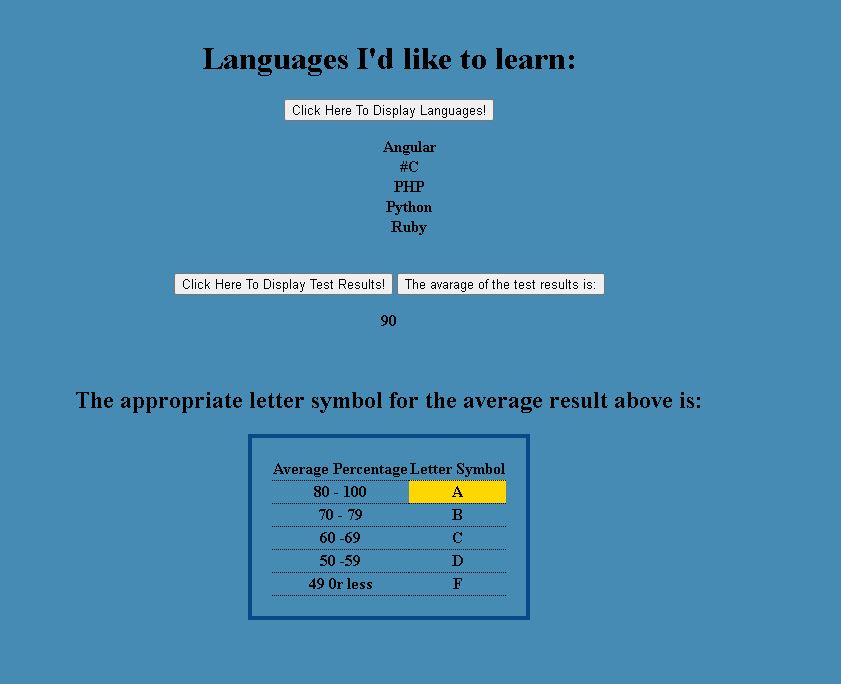 Languages I'd like to learn:
Click Here To Display Languages!
Angular
#C
PHP
Python
Ruby
Click Here To Display Test Results! The avarage of the test results is:
90
The appropriate letter symbol for the average result above is:
Average Percentage Letter Symbol
80 - 100 A
70 - 79 B
60 -69 C
50 -59 D
49 0r less F